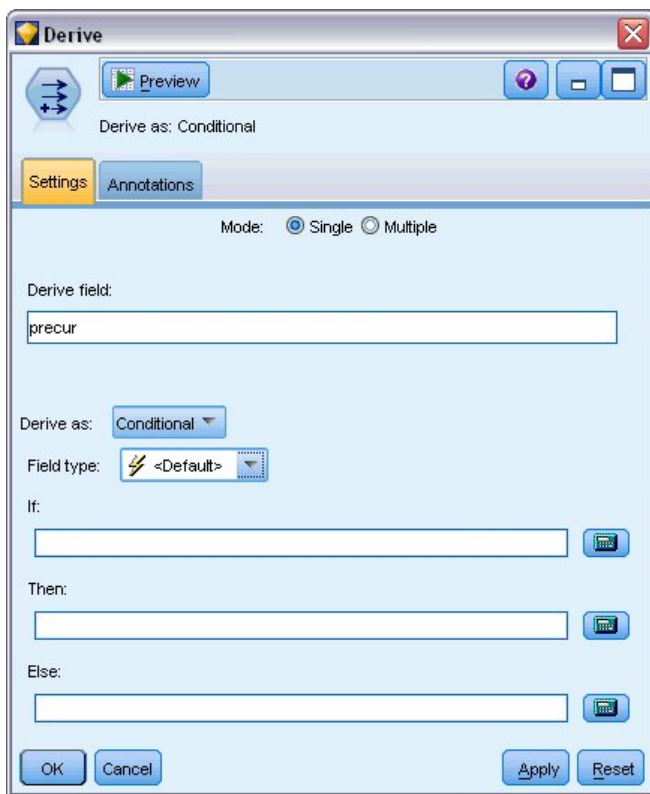 Derive
Preview
Derive as: Conditional
Settings Annotations
Mode: Single Multiple
Derive field:
precur
Derive as: Conditional
Field type: <Default>
If:
Then:
Else:
OK Cancel Apply Reset